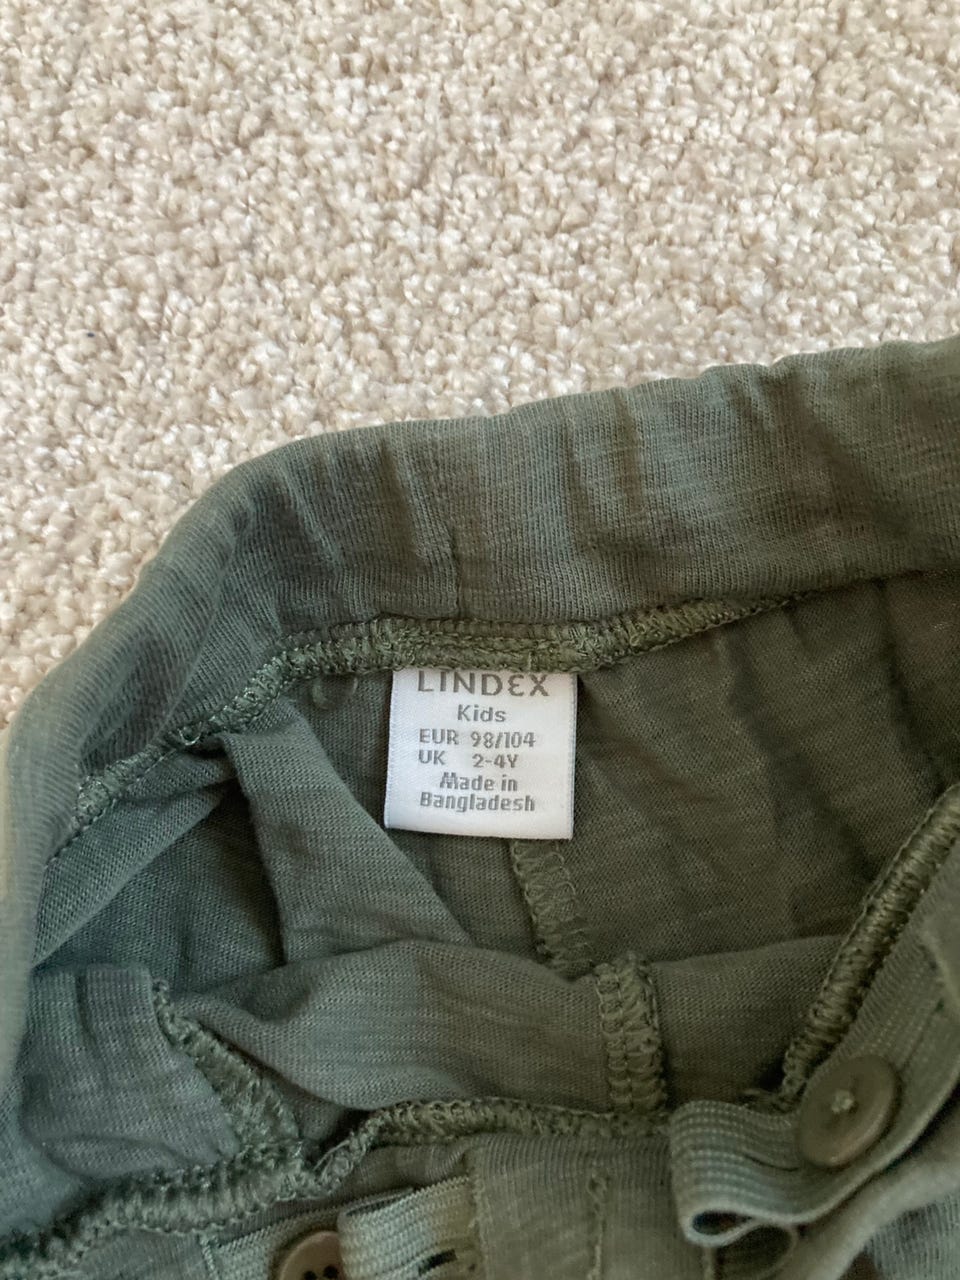 LINDEX
Kids
EUR 98/104
UK 2-4Y
Made in
Bangladesh